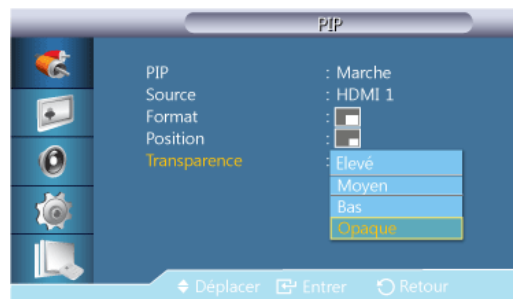 PIP
PIP : Marche
Source : HDMI 1
Format :
Position :
Transparence : Elevé
Moyen
Bas
Opaque
Déplacer Entrer Retour